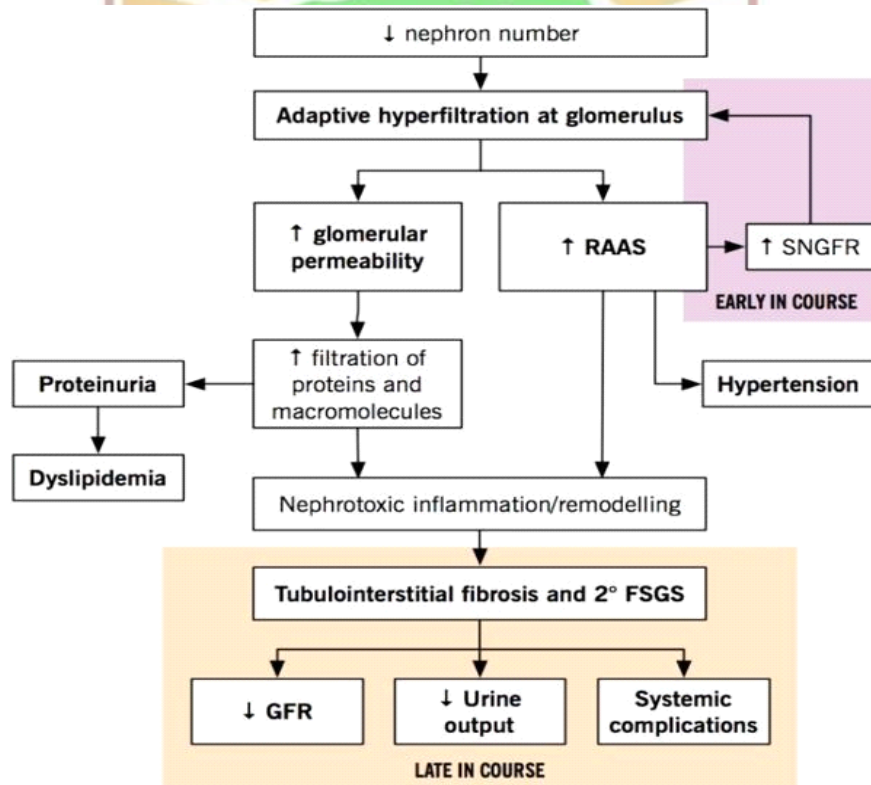 ↓ nephron number
Adaptive hyperfiltration at glomerulus
↑ glomerular
permeability
↑ RAAS
↑ SNGFR
EARLY IN COURSE
↑ filtration of
proteins and
macromolecules
Proteinuria
Hypertension
Dyslipidemia
Nephrotoxic inflammation/remodelling
Tubulointerstitial fibrosis and 2° FSGS
↓ GFR
↓ Urine
output
Systemic
complications
LATE IN COURSE